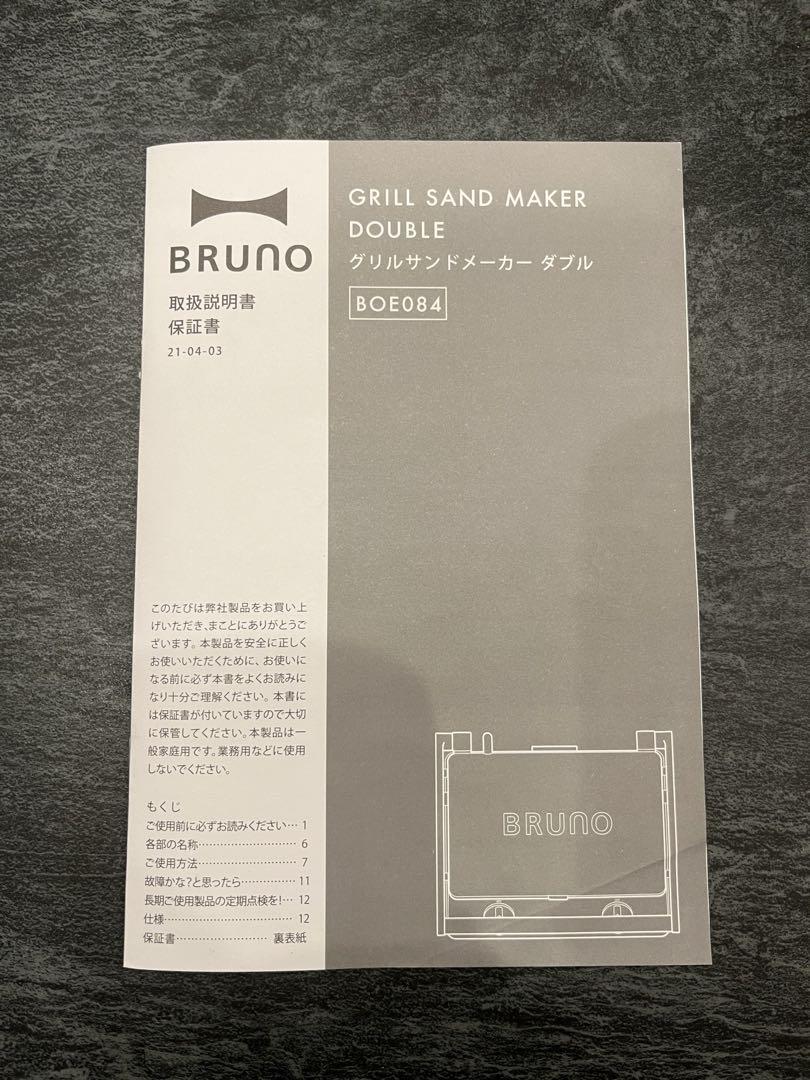 BRUNO
取扱説明書
保証書
21-04-03
GRILL SAND MAKER
DOUBLE
グリルサンドメーカー ダブル
BOE084
このたびは弊社製品をお買い上
げいただき、まことにありがとうご
ざいます。本製品を安全に正しく
お使いいただくために、お使いに
なる前に必ず本書をよくお読みに
なり十分ご理解ください。本書に
は保証書が付いていますので大切
に保管してください。本製品は一
般家庭用です。業務用などに使用
しないでください。
もくじ
ご使用前に必ずお読みください… 1
各部の名称……………………… 6
ご使用方法……………………… 7
故障かな？と思ったら…………… 11
長期ご使用製品の定期点検を!… 12
仕様……………………………… 12
保証書…………………… 裏表紙
BRUNO